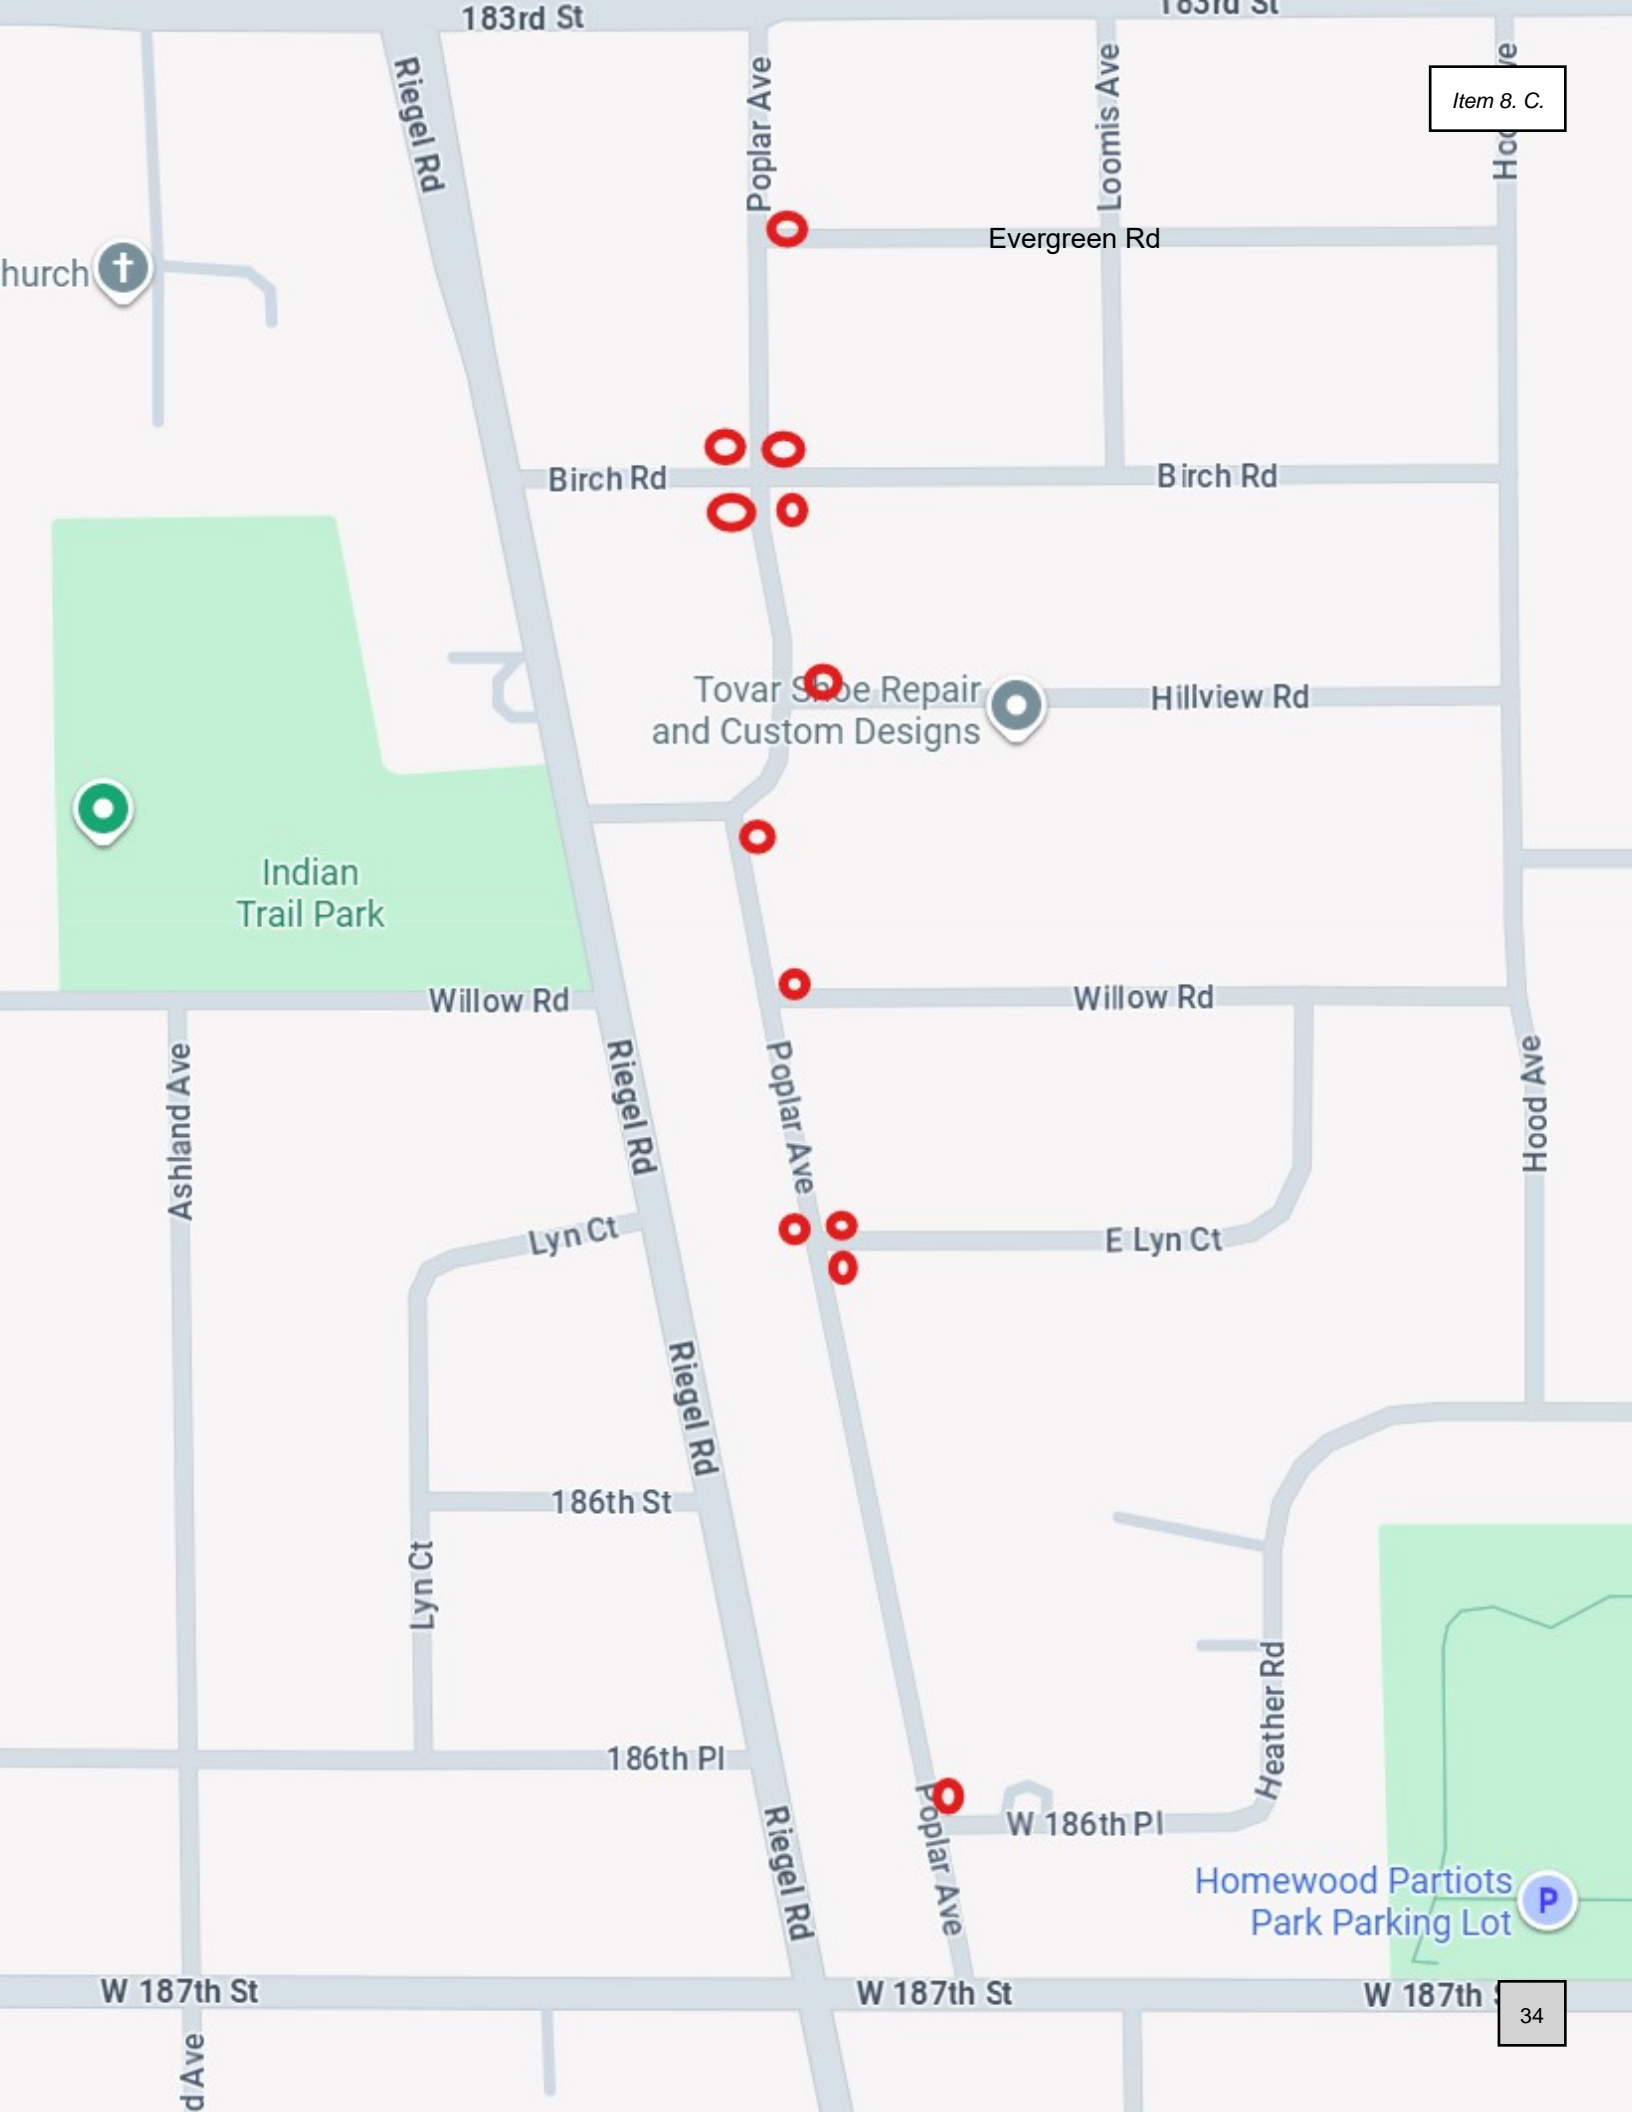 183rd St
183rd St
Riegel Rd
Poplar Ave
Loomis Ave
Item 8. C.
Evergreen Rd
hurch
Birch Rd
Birch Rd
Tovar Shoe Repair
and Custom Designs
Hillview Rd
Indian
Trail Park
Willow Rd
Willow Rd
Ashland Ave
Riegel Rd
Poplar Ave
Hood Ave
Lyn Ct
E Lyn Ct
Riegel Rd
186th St
Lyn Ct
Heather Rd
186th Pl
Poplar Ave
W 186th Pl
Riegel Rd
Homewood Partiots
Park Parking Lot
P
W 187th St
W 187th St
W 187th
34
d Ave